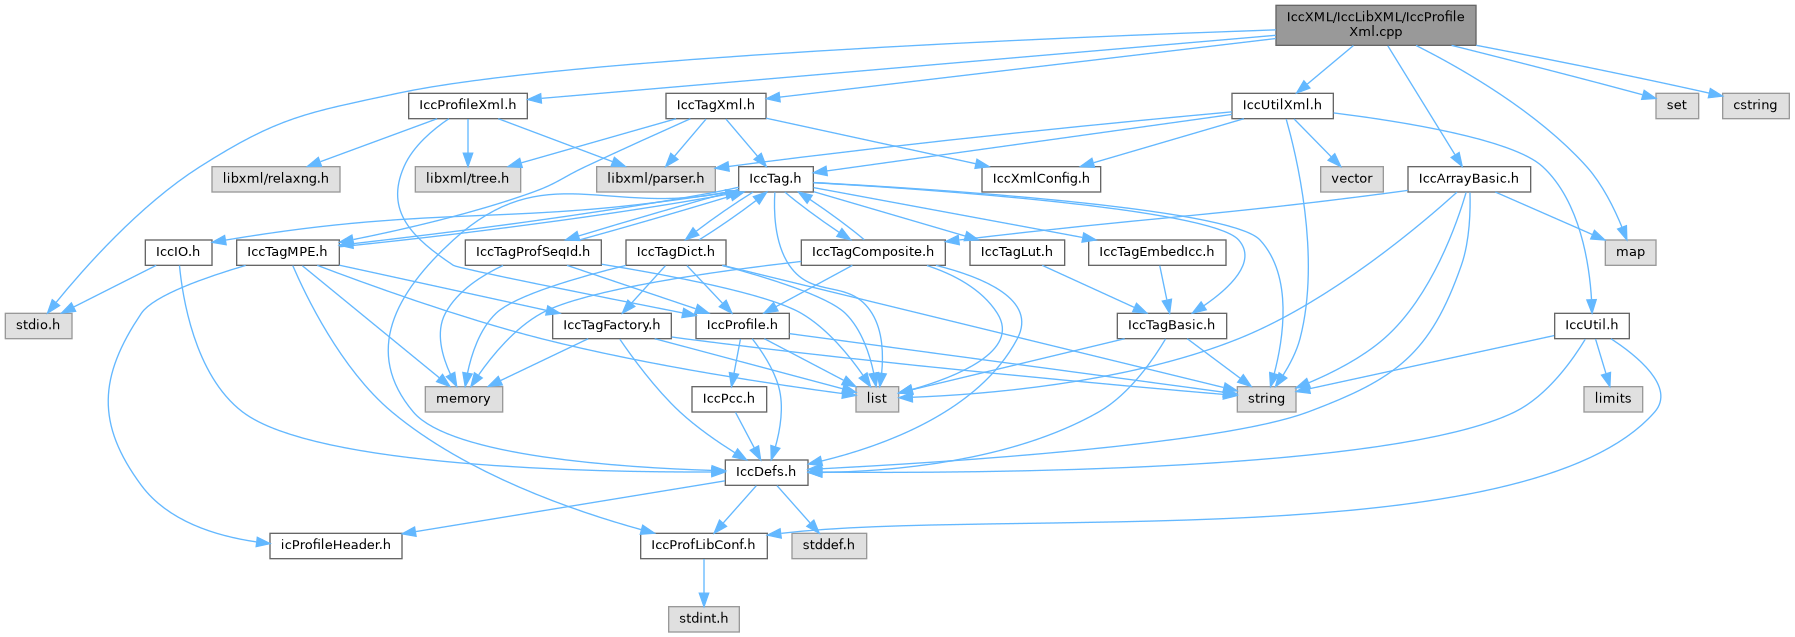 IccXML/IccLibXML/IccProfile
Xml.cpp
IccProfileXml.h
IccTagXml.h
IccUtilXml.h
set
cstring
libxml/relaxng.h
libxml/tree.h
libxml/parser.h
IccTag.h
IccXmlConfig.h
vector
IccArrayBasic.h
IccIO.h
IccTagMPE.h
IccTagProfSeqId.h
IccTagDict.h
IccTagComposite.h
IccTagLut.h
IccTagEmbedIcc.h
map
stdio.h
IccTagFactory.h
IccProfile.h
IccTagBasic.h
IccUtil.h
memory
IccPcc.h
list
string
limits
IccDefs.h
icProfileHeader.h
IccProfLibConf.h
stddef.h
stdint.h